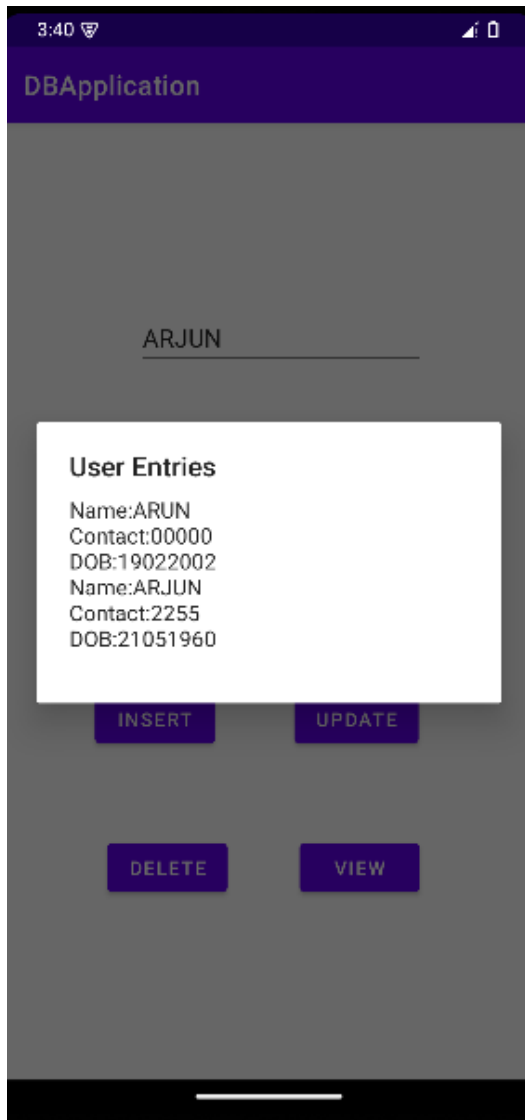 3:40
DBApplication
ARJUN
User Entries
Name:ARUN
Contact:00000
DOB:19022002
Name:ARJUN
Contact:2255
DOB:21051960
INSERT
UPDATE
DELETE
VIEW